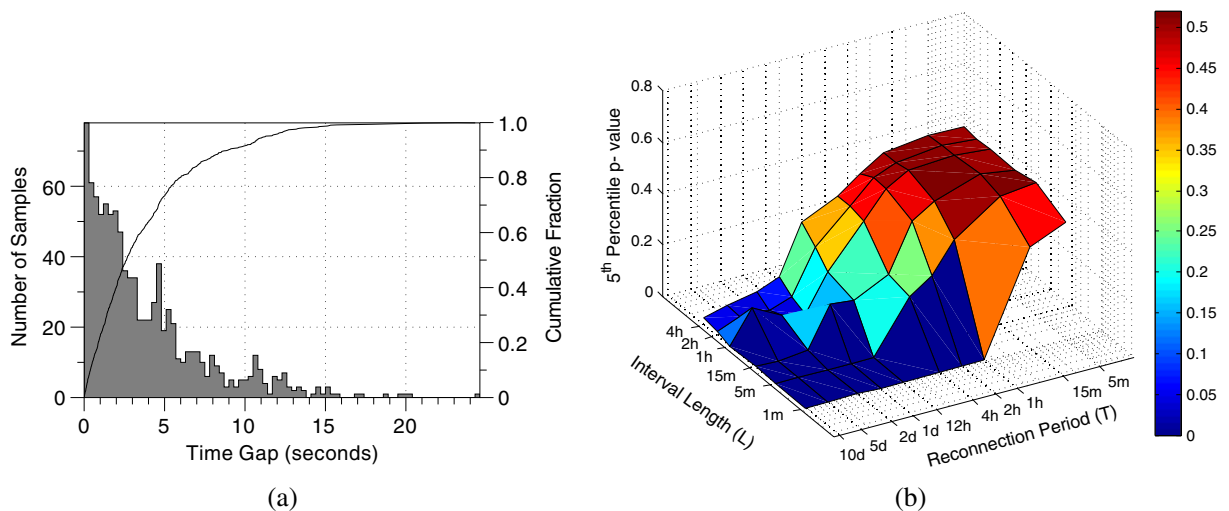 Number of Samples
60
40
20
0
0
5
10
15
20
Time Gap (seconds)
1.0
0.8
0.6
0.4
0.2
0
Cumulative Fraction
(a)
5th Percentile p- value
0.8
0.6
0.4
0.2
0
4h
2h
1h
15m
5m
1m
Interval Length (L)
10d
5d
2d
1d
12h
4h
2h
1h
15m
5m
Reconnection Period (T)
0.5
0.45
0.4
0.35
0.3
0.25
0.2
0.15
0.1
0.05
0
(b)